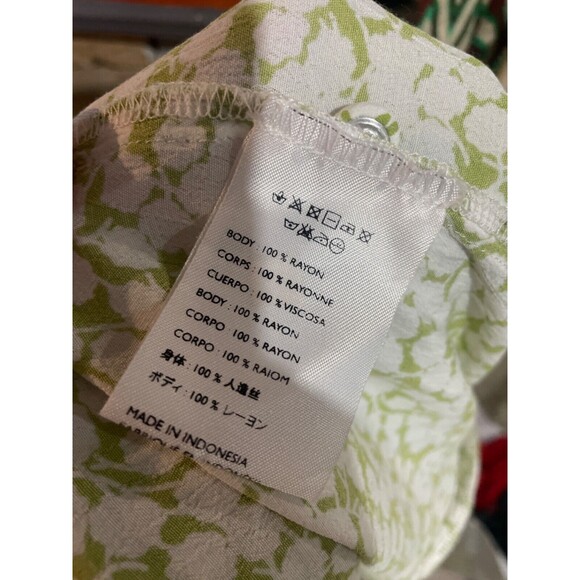 BODY : 100 % RAYON
CORPS : 100 % RAYONNE
CUERPO : 100 % VISCOSA
BODY : 100 % RAYON
CORPO : 100 % RAYON
CORPO : 100 % RAIOM
身体 : 100 % 人造丝
ボディ : 100 % レーヨン
MADE IN INDONESIA